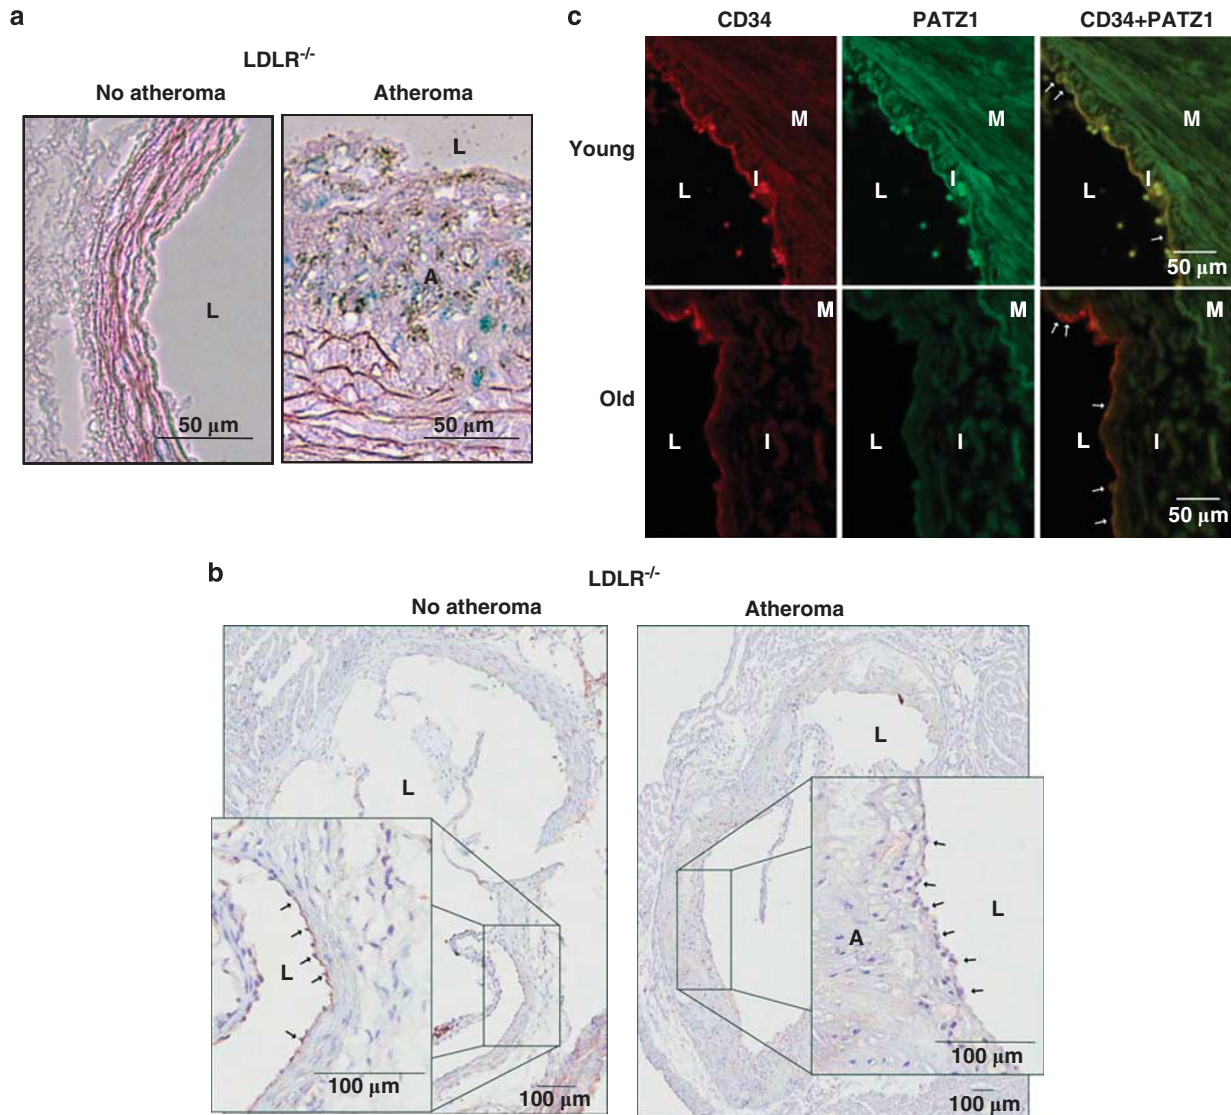 a
LDLR-/-
No atheroma Atheroma
L
L
A
50 μm
50 μm
c
CD34 PATZ1 CD34+PATZ1
Young
M
M
I
I
I
L
L
L
50 μm
Old
M
M
M
L
I
L
I
L
I
50 μm
b
LDLR-/-
No atheroma Atheroma
L
L
L
100 μm
100 μm
L
A
100 μm
100 μm